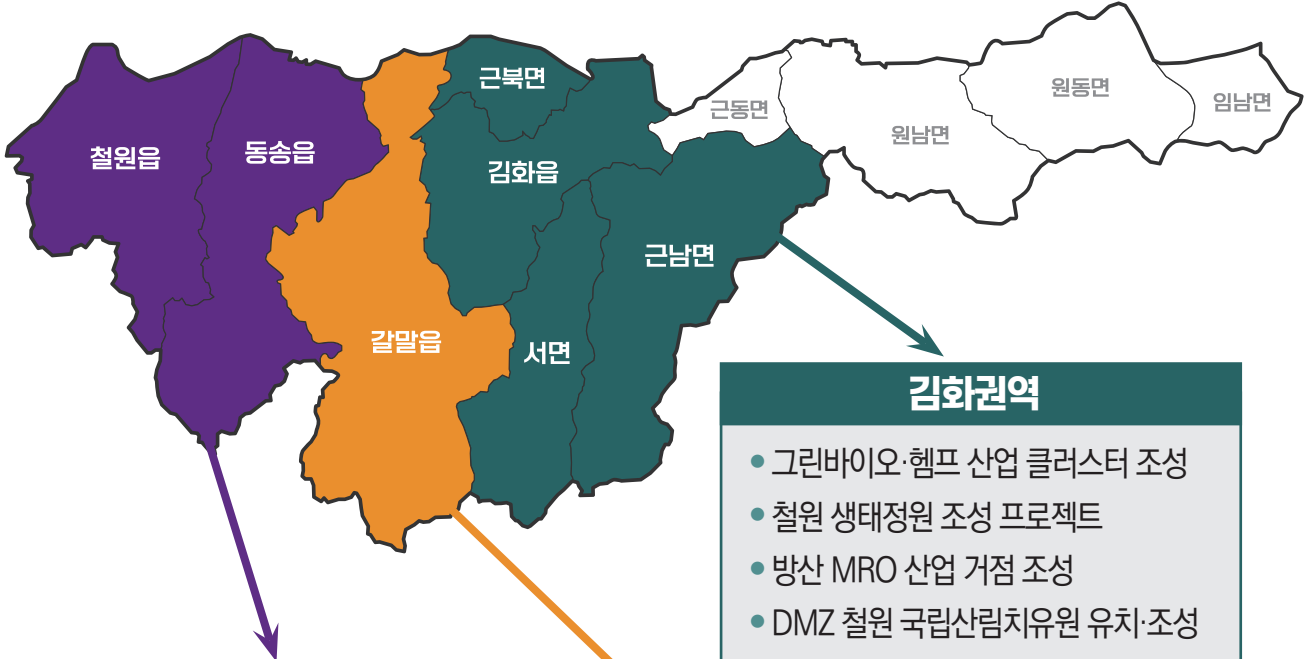 근북면
원동면
임남면
근동면
원남면
철원읍
동송읍
김화읍
근남면
갈말읍
서면
김화권역
• 그린바이오·헴프 산업 클러스터 조성
• 철원 생태정원 조성 프로젝트
• 방산 MRO 산업 거점 조성
• DMZ 철원 국립산림치유원 유치·조성